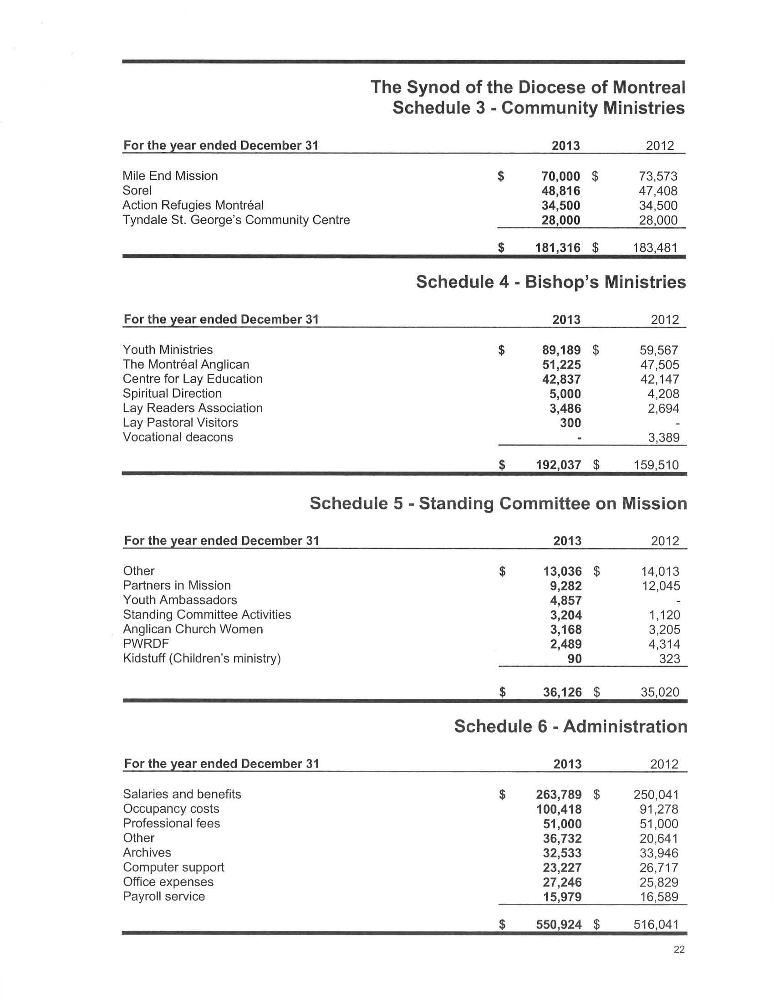 The Synod of the Diocese of Montreal
Schedule 3 - Community Ministries
For the year ended December 31 2013 2012
Mile End Mission $ 70,000 $ 73,573
Sorel 48,816 47,408
Action Refugies Montréal 34,500 34,500
Tyndale St. George's Community Centre 28,000 28,000
$ 181,316 $ 183,481
Schedule 4 - Bishop's Ministries
For the year ended December 31 2013 2012
Youth Ministries $ 89,189 $ 59,567
The Montréal Anglican 51,225 47,505
Centre for Lay Education 42,837 42,147
Spiritual Direction 5,000 4,208
Lay Readers Association 3,486 2,694
Lay Pastoral Visitors 300 -
Vocational deacons - 3,389
$ 192,037 $ 159,510
Schedule 5 - Standing Committee on Mission
For the year ended December 31 2013 2012
Other $ 13,036 $ 14,013
Partners in Mission 9,282 12,045
Youth Ambassadors 4,857 -
Standing Committee Activities 3,204 1,120
Anglican Church Women 3,168 3,205
PWRDF 2,489 4,314
Kidstuff (Children's ministry) 90 323
$ 36,126 $ 35,020
Schedule 6 - Administration
For the year ended December 31 2013 2012
Salaries and benefits $ 263,789 $ 250,041
Occupancy costs 100,418 91,278
Professional fees 51,000 51,000
Other 36,732 20,641
Archives 32,533 33,946
Computer support 23,227 26,717
Office expenses 27,246 25,829
Payroll service 15,979 16,589
$ 550,924 $ 516,041
22